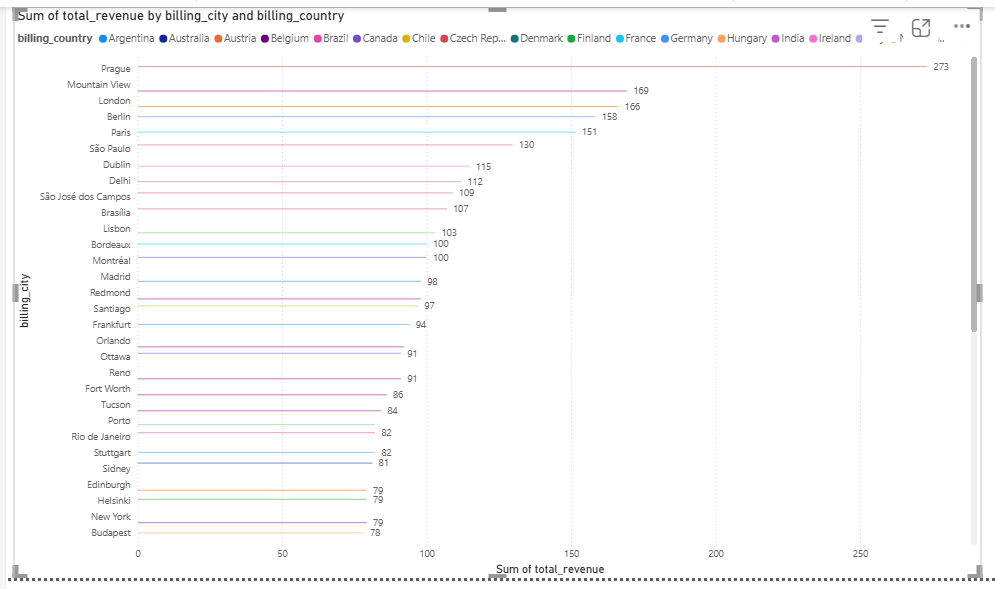 Sum of total_revenue by billing_city and billing_country
billing_country Argentina Australia Austria Belgium Brazil Canada Chile Czech Rep... Denmark Finland France Germany Hungary India Ireland
Prague 273
Mountain View 169
London 166
Berlin 158
Paris 151
São Paulo 130
Dublin 115
Delhi 112
São José dos Campos 109
Brasília 107
Lisbon 103
Bordeaux 100
Montréal 100
Madrid 98
Redmond
Santiago 97
Frankfurt 94
Orlando
Ottawa 91
Reno 91
Fort Worth 86
Tucson 84
Porto
Rio de Janeiro 82
Stuttgart 82
Sidney 81
Edinburgh 79
Helsinki 79
New York 79
Budapest 78
billing_city
0 50 100 150 200 250
Sum of total_revenue